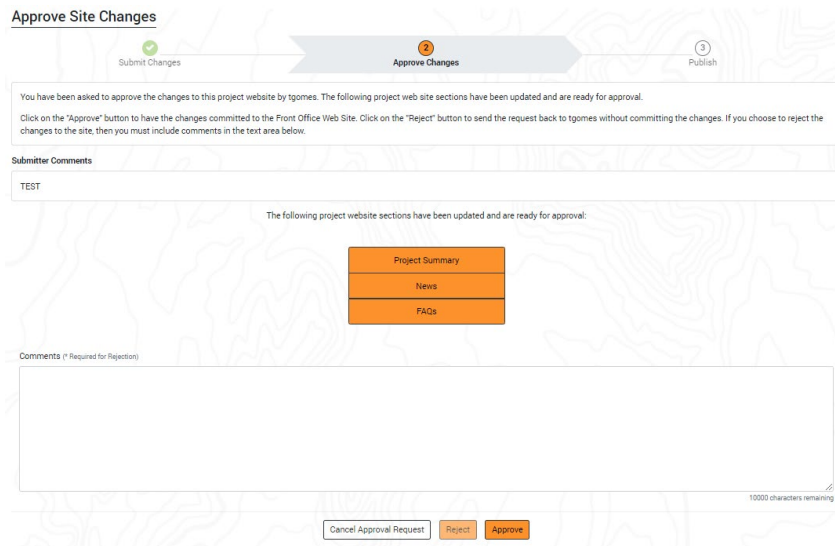 Approve Site Changes
2
3
Submit Changes
Approve Changes
Publish
You have been asked to approve the changes to this project website by tgomes. The following project web site sections have been updated and are ready for approval.
Click on the "Approve" button to have the changes committed to the Front Office Web Site. Click on the "Reject" button to send the request back to tgomes without committing the changes. If you choose to reject the
changes to the site, then you must include comments in the text area below.
Submitter Comments
TEST
The following project website sections have been updated and are ready for approval:
Project Summary
News
FAQs
Comments (* Required for Rejection)
10000 characters remaining
Cancel Approval Request
Reject
Approve